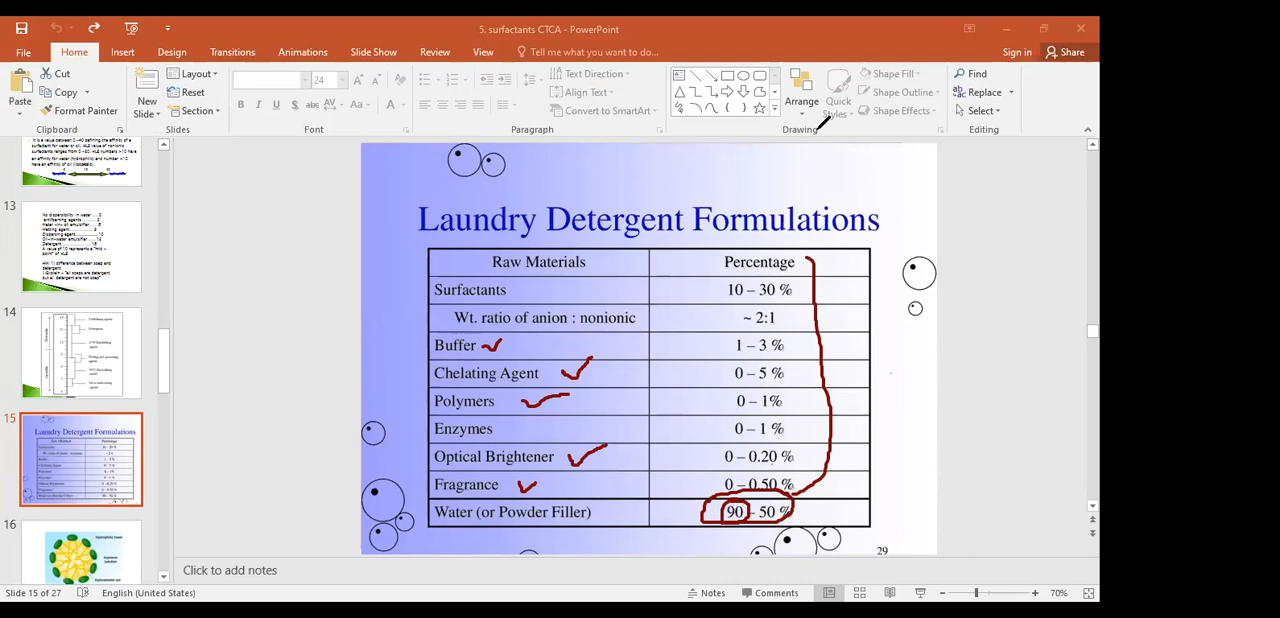 5. surfactants CTCA - PowerPoint
File Home Insert Design Transitions Animations Slide Show Review View Tell me what you want to do... Sign in Share
Paste Cut Copy Format Painter Clipboard
New Slide Layout Reset Section Slides
24 B I U S abc AV Aa A Font
Text Direction Align Text Convert to SmartArt Paragraph
Arrange Quick Styles Shape Fill Shape Outline Shape Effects Drawing
Find Replace Select Editing
13
14
15
16
Laundry Detergent Formulations
Raw Materials Percentage
Surfactants 10 – 30 %
Wt. ratio of anion : nonionic ~ 2:1
Buffer 1 – 3 %
Chelating Agent 0 – 5 %
Polymers 0 – 1%
Enzymes 0 – 1 %
Optical Brightener 0 – 0.20 %
Fragrance 0 – 0.50 %
Water (or Powder Filler) 90 – 50 %
29
Click to add notes
Slide 15 of 27 English (United States) Notes Comments 70%